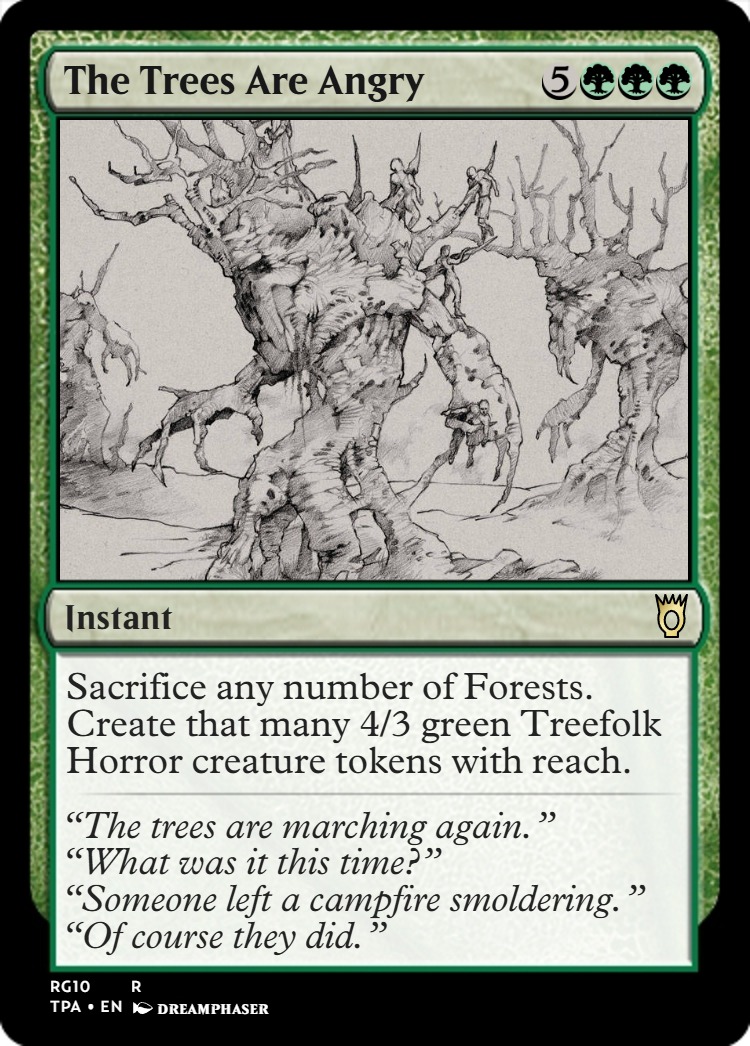 The Trees Are Angry 5
Instant
Sacrifice any number of Forests.
Create that many 4/3 green Treefolk
Horror creature tokens with reach.
“The trees are marching again.”
“What was it this time?”
“Someone left a campfire smoldering.”
“Of course they did.”
RG10 R
TPA • EN DREAMPHASER